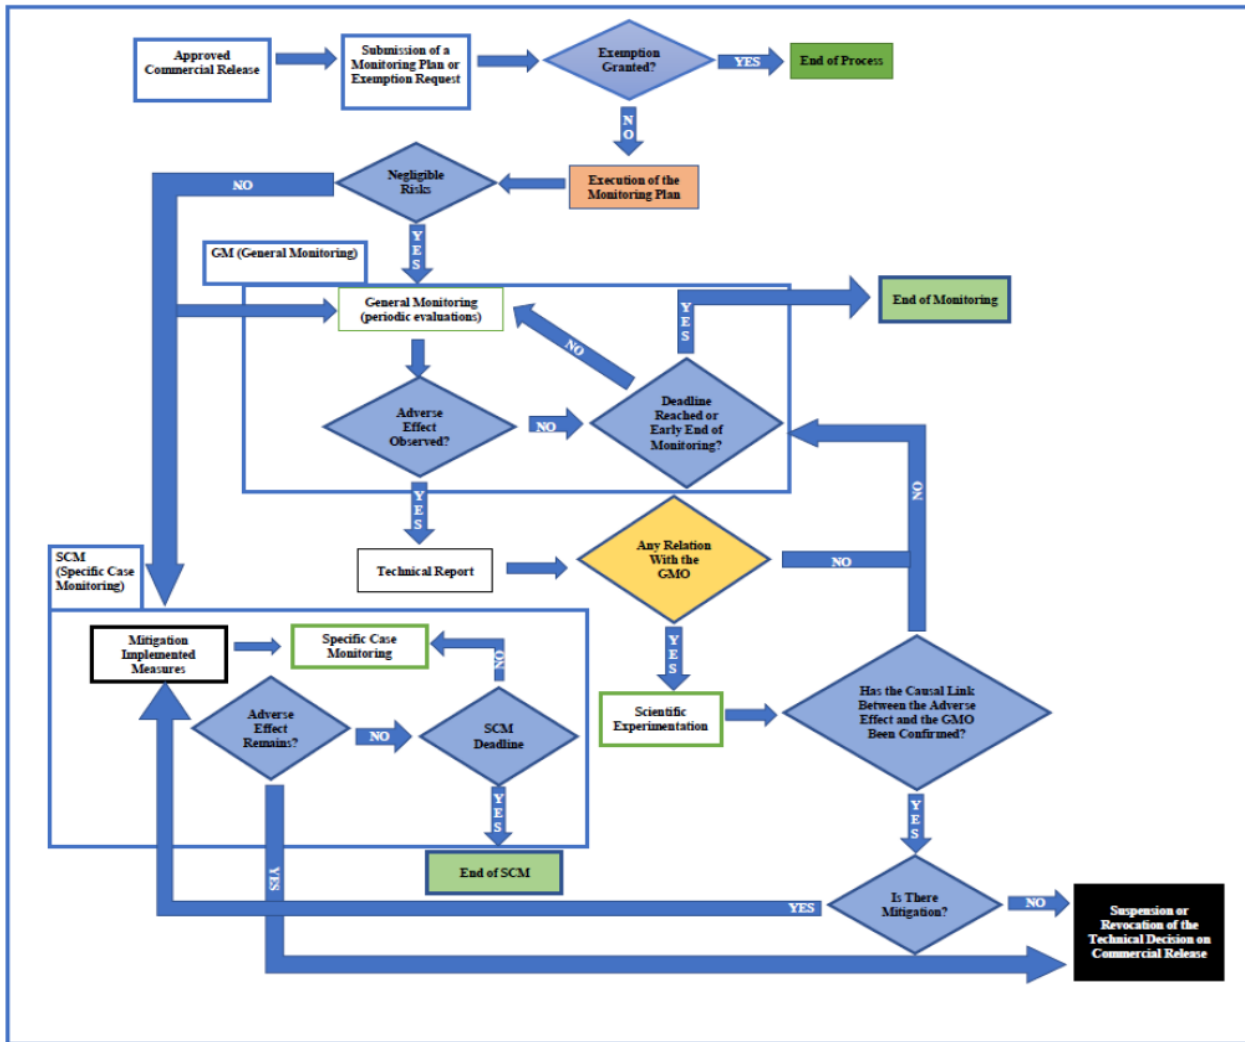 Approved
Commercial Release
Submission of a
Monitoring Plan or
Exemption Request
Exemption
Granted?
YES
End of Process
NO
Execution of the
Monitoring Plan
Negligible
Risks
NO
YES
GM (General Monitoring)
General Monitoring
(periodic evaluations)
NO
YES
End of Monitoring
Adverse
Effect
Observed?
NO
Deadline
Reached or
Early End of
Monitoring?
YES
Technical Report
Any Relation
With the
GMO
NO
NO
YES
SCM
(Specific Case
Monitoring)
Mitigation
Implemented
Measures
Specific Case
Monitoring
NO
Adverse
Effect
Remains?
NO
SCM
Deadline
YES
YES
End of SCM
Scientific
Experimentation
Has the Causal Link
Between the Adverse
Effect and the GMO
Been Confirmed?
YES
Is There
Mitigation?
YES
NO
Suspension or
Revocation of the
Technical Decision on
Commercial Release